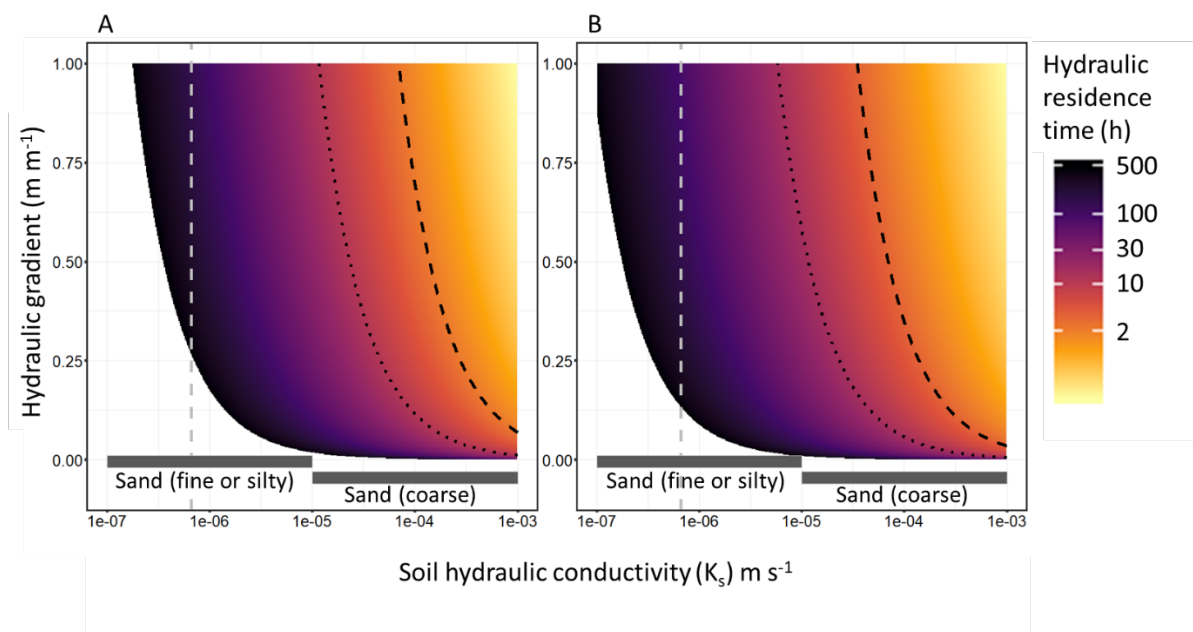 A
B
Hydraulic gradient (m m⁻¹)
1.00
0.75
0.50
0.25
0.00
Sand (fine or silty)
Sand (coarse)
1e-07
1e-06
1e-05
1e-04
1e-03
1.00
0.75
0.50
0.25
0.00
Sand (fine or silty)
Sand (coarse)
1e-07
1e-06
1e-05
1e-04
1e-03
Soil hydraulic conductivity (Kₛ) m s⁻¹
Hydraulic
residence
time (h)
500
100
30
10
2